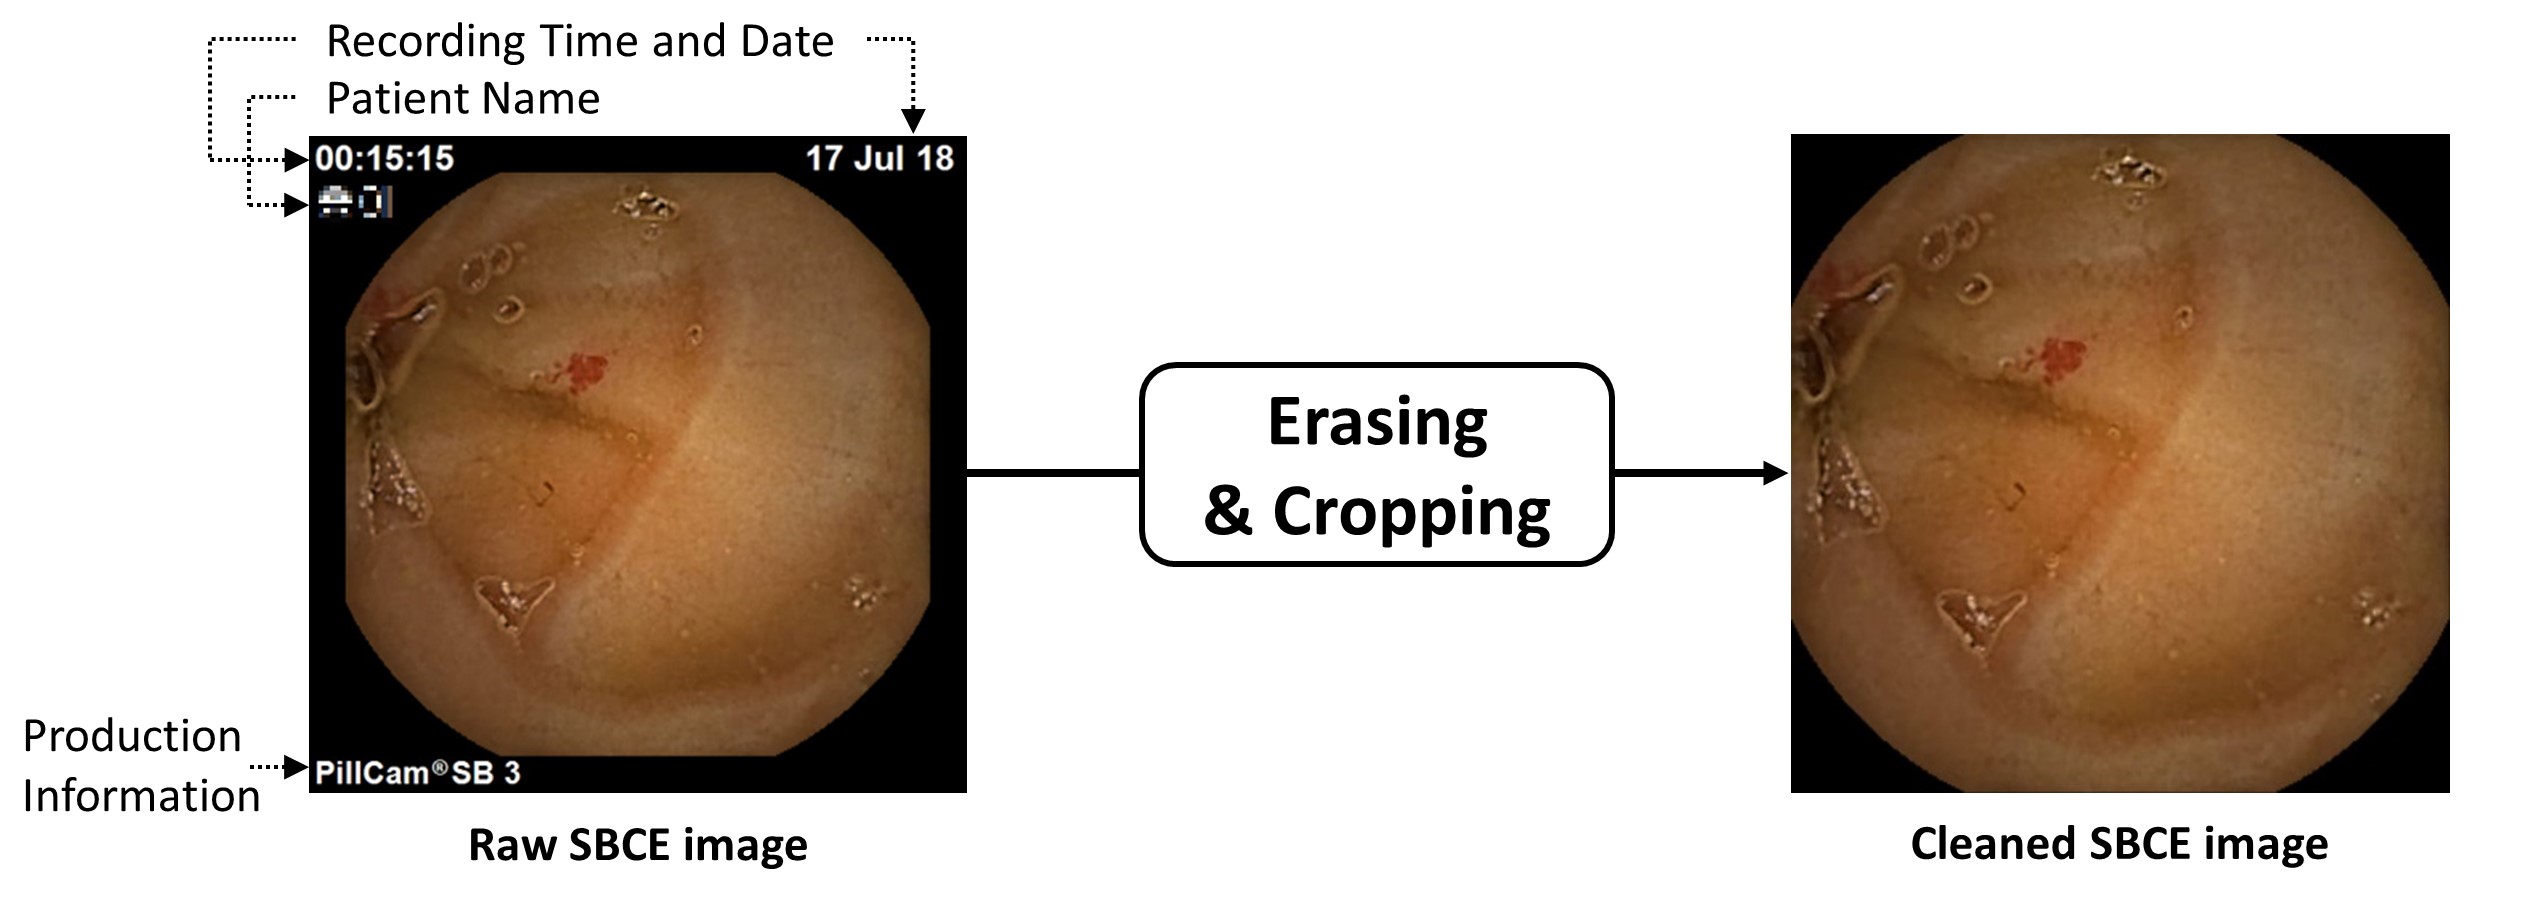 Recording Time and Date
Patient Name
00:15:15
17 Jul 18
Erasing
& Cropping
Production
Information
PillCam®SB 3
Raw SBCE image
Cleaned SBCE image